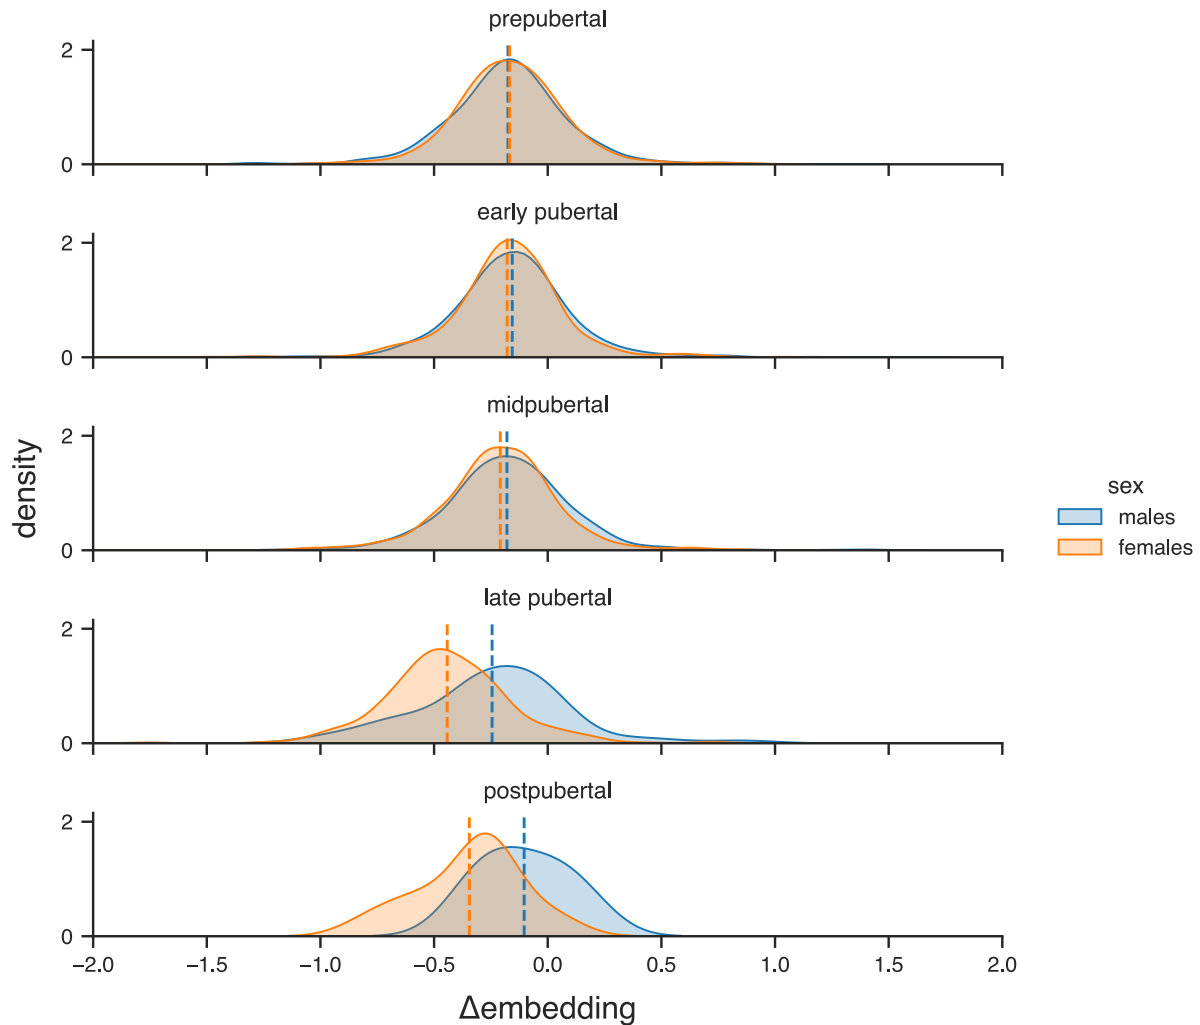 prepubertal
2
0
early pubertal
2
0
midpubertal
2
0
density
sex
males
females
late pubertal
2
0
postpubertal
2
0
−2.0 −1.5 −1.0 −0.5 0.0 0.5 1.0 1.5 2.0
Δembedding